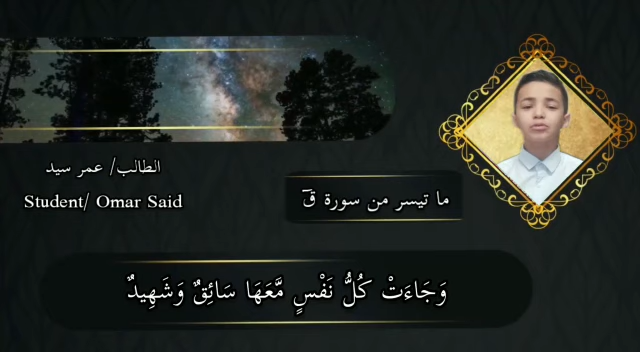 الطالب/ عمر سيد
Student/ Omar Said
ما تيسر من سورة قٓ
وَجَاءَتْ كُلُّ نَفْسٍ مَّعَهَا سَائِقٌ وَشَهِيدٌ